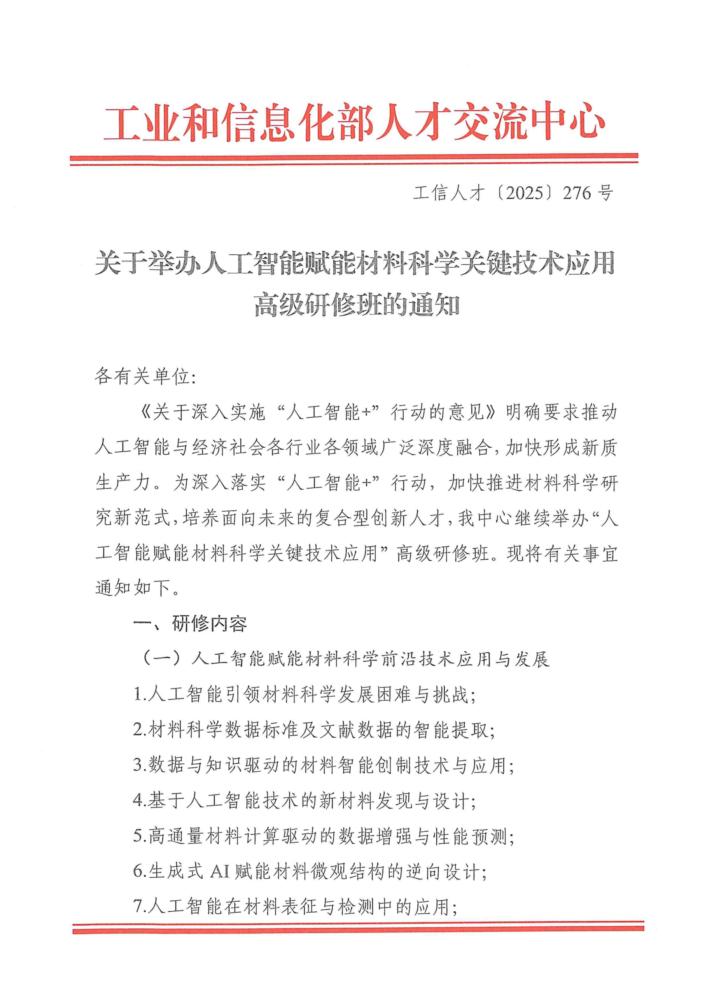 工业和信息化部人才交流中心
工信人才〔2025〕276 号
关于举办人工智能赋能材料科学关键技术应用
高级研修班的通知
各有关单位:
《关于深入实施“人工智能+”行动的意见》明确要求推动
人工智能与经济社会各行业各领域广泛深度融合,加快形成新质
生产力。为深入落实“人工智能+”行动,加快推进材料科学研
究新范式,培养面向未来的复合型创新人才,我中心继续举办“人
工智能赋能材料科学关键技术应用”高级研修班。现将有关事宜
通知如下。
一、研修内容
（一）人工智能赋能材料科学前沿技术应用与发展
1.人工智能引领材料科学发展困难与挑战;
2.材料科学数据标准及文献数据的智能提取;
3.数据与知识驱动的材料智能创制技术与应用;
4.基于人工智能技术的新材料发现与设计;
5.高通量材料计算驱动的数据增强与性能预测;
6.生成式 AI 赋能材料微观结构的逆向设计;
7.人工智能在材料表征与检测中的应用;